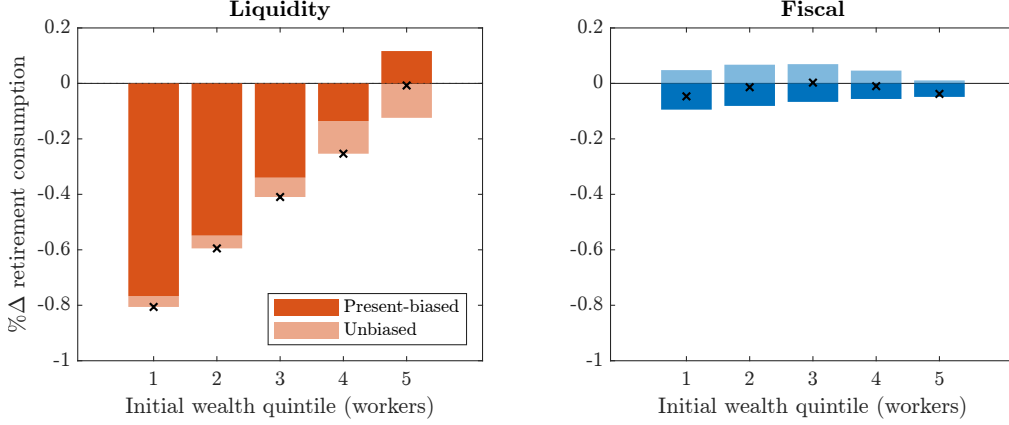 Liquidity
%Δ retirement consumption
0.2
0
-0.2
-0.4
-0.6
-0.8
-1
Present-biased
Unbiased
1 2 3 4 5
Initial wealth quintile (workers)
Fiscal
0.2
0
-0.2
-0.4
-0.6
-0.8
-1
1 2 3 4 5
Initial wealth quintile (workers)